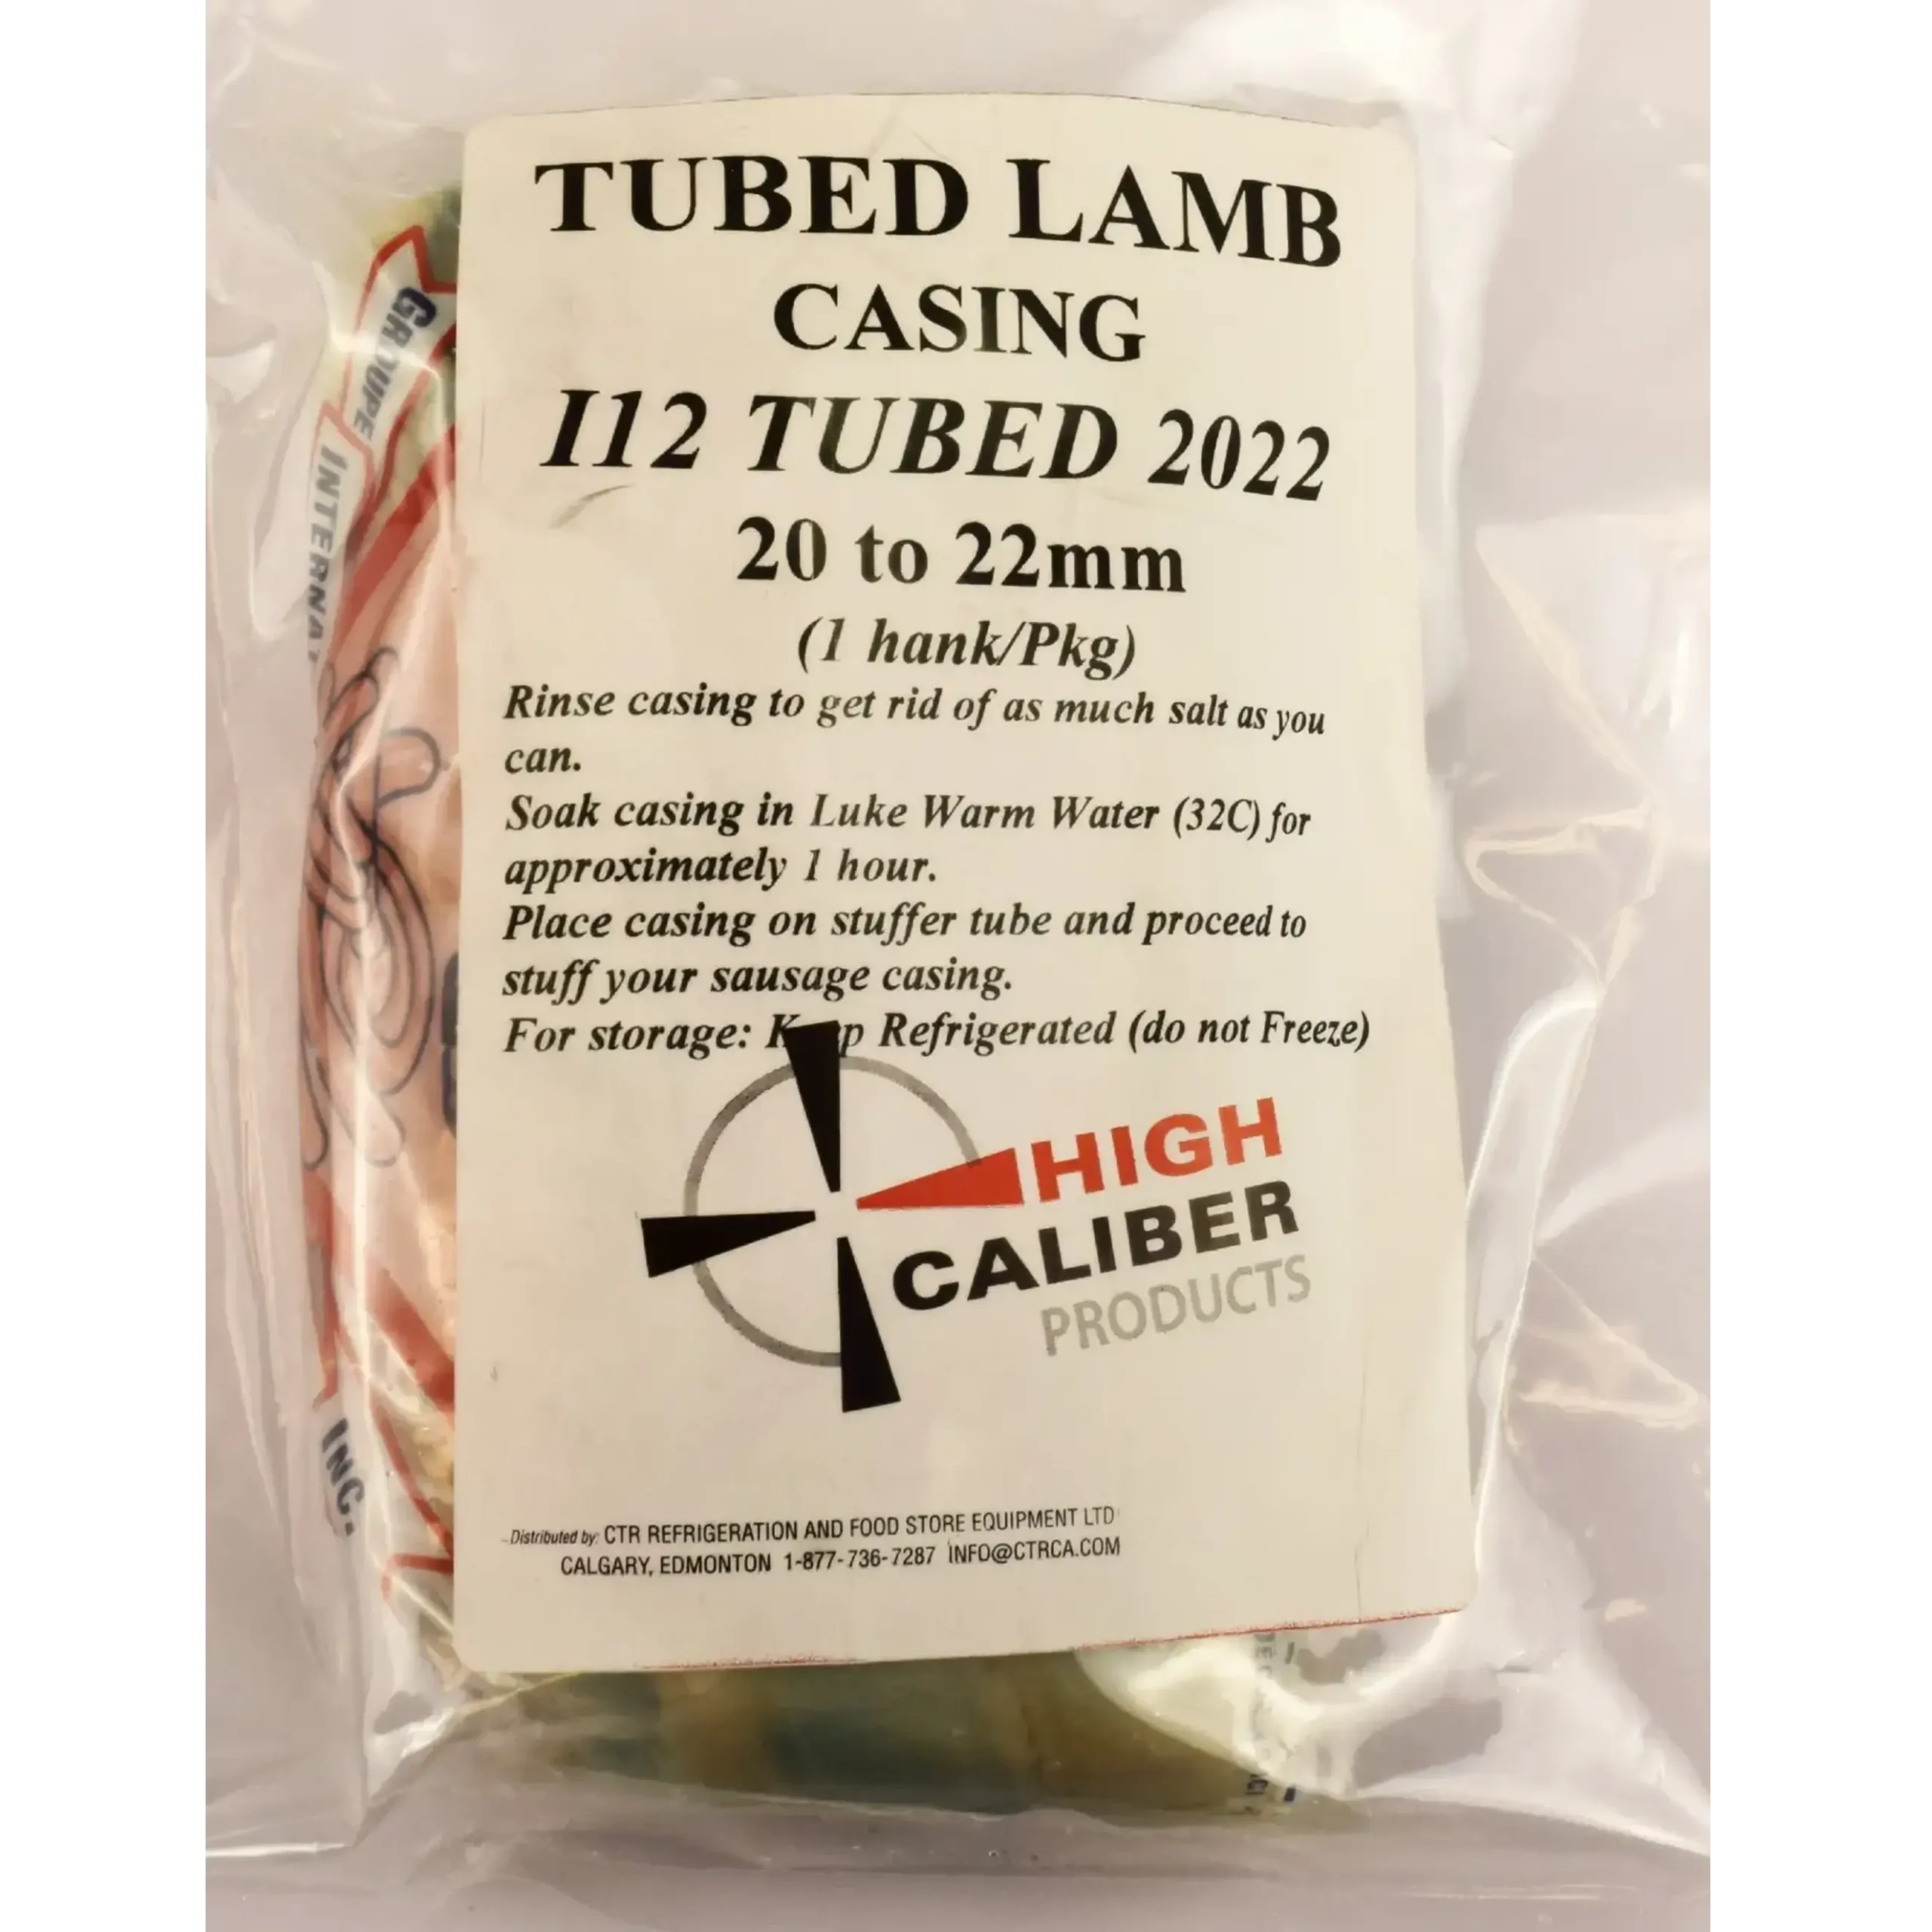 TUBED LAMB
CASING
I12 TUBED 2022
20 to 22mm
(1 hank/Pkg)
Rinse casing to get rid of as much salt as you
can.
Soak casing in Luke Warm Water (32C) for
approximately 1 hour.
Place casing on stuffer tube and proceed to
stuff your sausage casing.
For storage: Keep Refrigerated (do not Freeze)
HIGH
CALIBER
PRODUCTS
Distributed by: CTR REFRIGERATION AND FOOD STORE EQUIPMENT LTD
CALGARY, EDMONTON 1-877-736-7287 INFO@CTRCA.COM
GROUPE
INC.